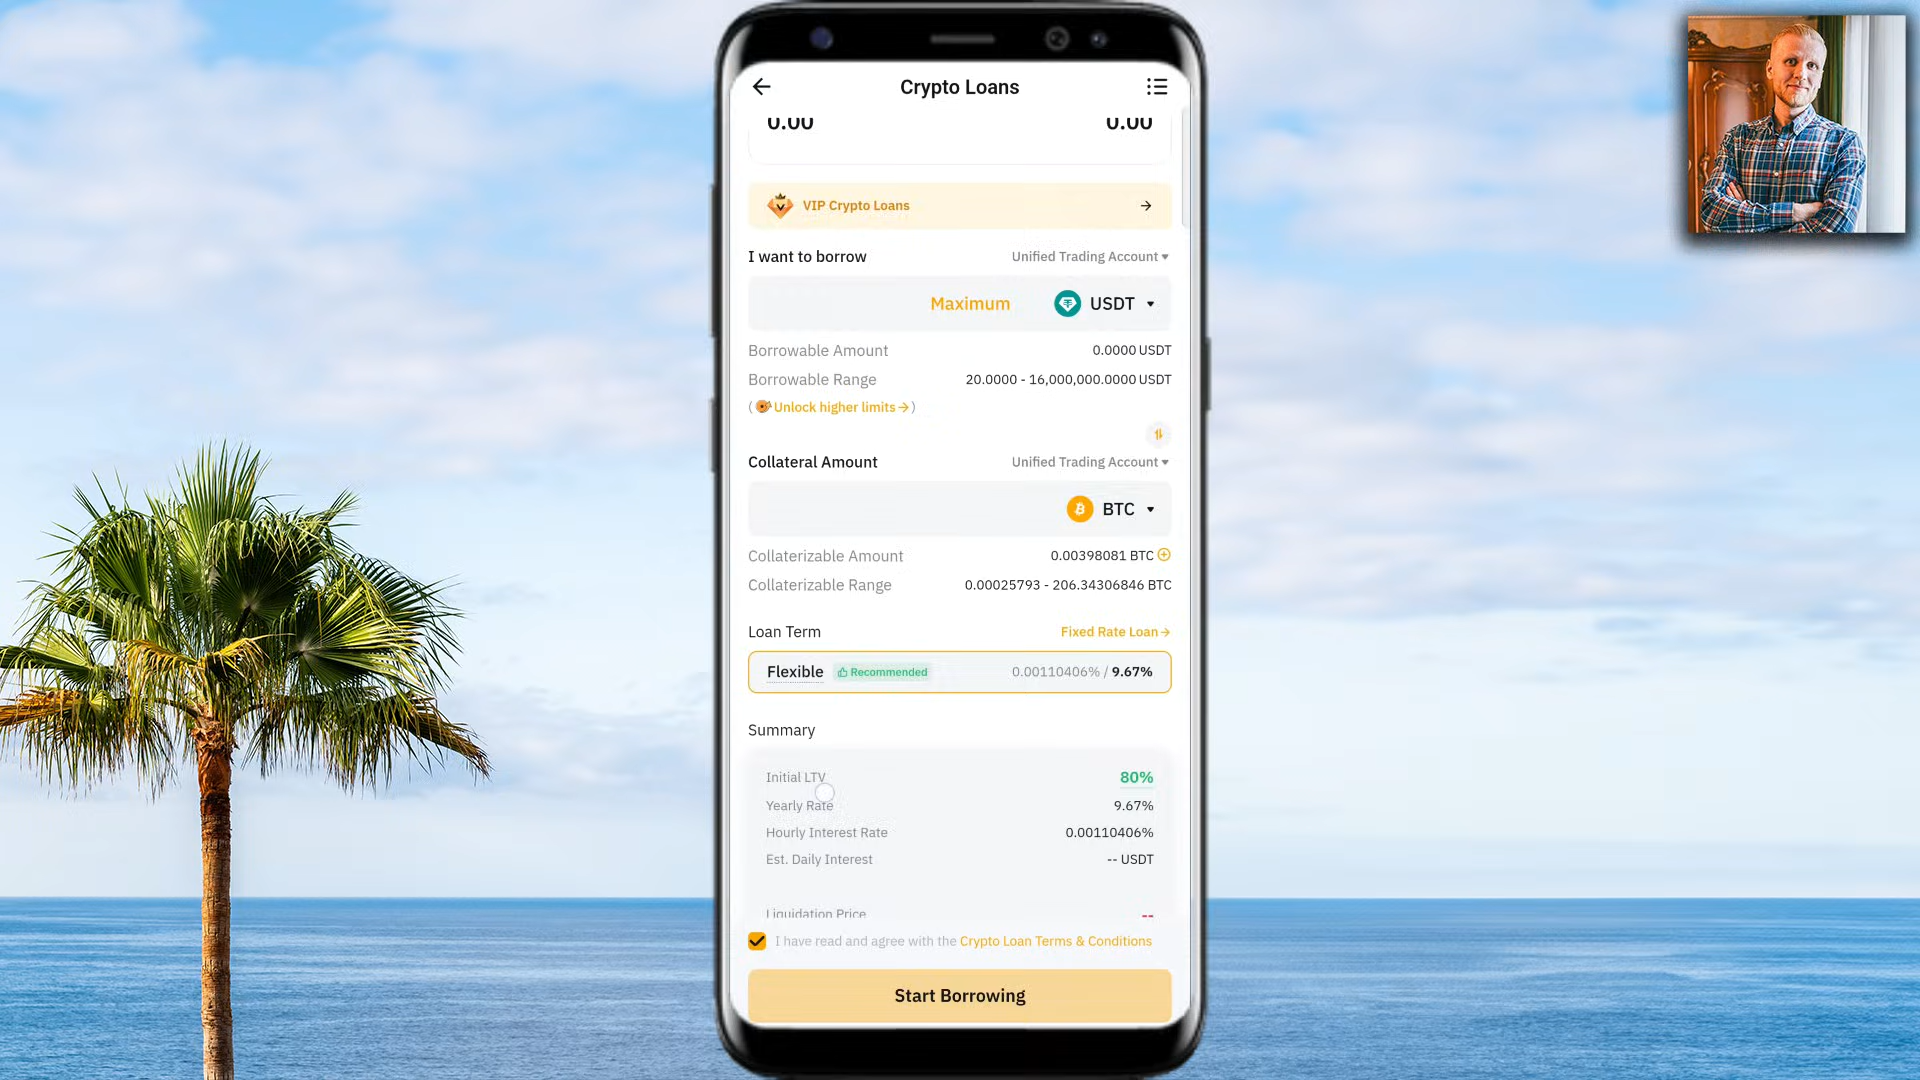 Crypto Loans
0.00 0.00
VIP Crypto Loans
I want to borrow Unified Trading Account
Maximum USDT
Borrowable Amount 0.0000 USDT
Borrowable Range 20.0000 - 16,000,000.0000 USDT
( Unlock higher limits → )
Collateral Amount Unified Trading Account
BTC
Collaterizable Amount 0.00398081 BTC
Collaterizable Range 0.00025793 - 206.34306846 BTC
Loan Term Fixed Rate Loan →
Flexible Recommended 0.00110406% / 9.67%
Summary
Initial LTV 80%
Yearly Rate 9.67%
Hourly Interest Rate 0.00110406%
Est. Daily Interest -- USDT
Liquidation Price --
I have read and agree with the Crypto Loan Terms & Conditions
Start Borrowing